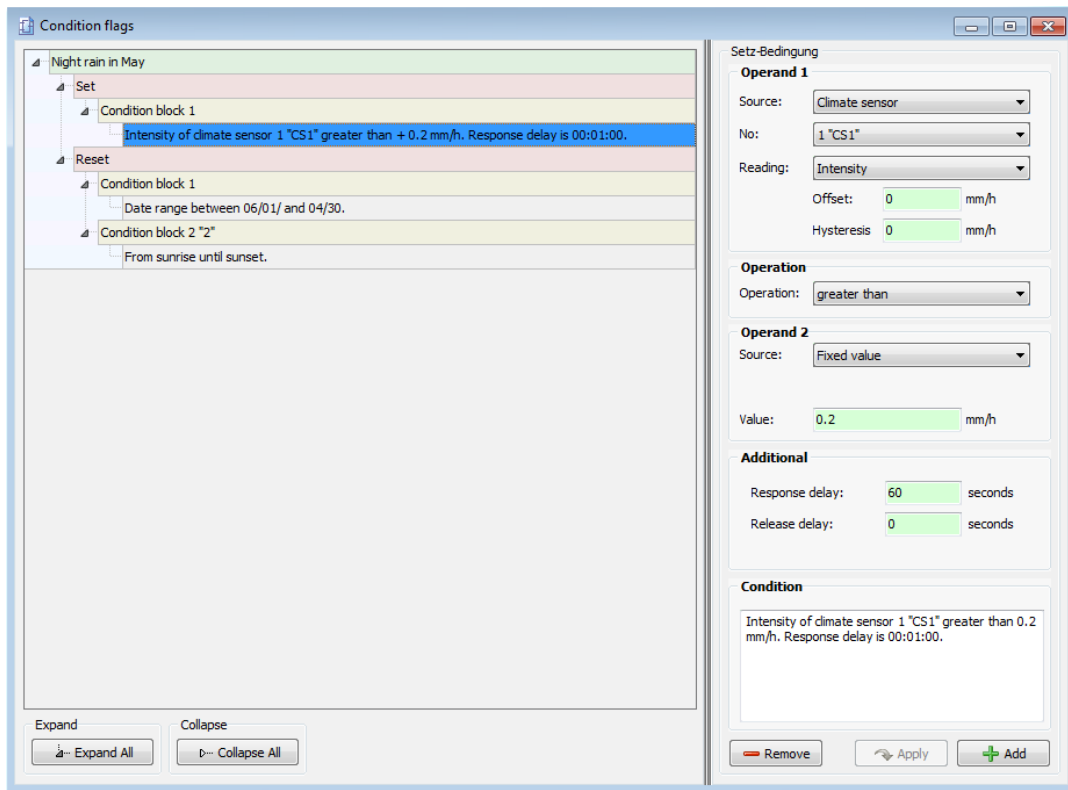 Condition flags
Night rain in May
Set
Condition block 1
Intensity of climate sensor 1 "CS1" greater than + 0.2 mm/h. Response delay is 00:01:00.
Reset
Condition block 1
Date range between 06/01/ and 04/30.
Condition block 2 "2"
From sunrise until sunset.
Expand
Expand All
Collapse
Collapse All
Setz-Bedingung
Operand 1
Source: Climate sensor
No: 1 "CS1"
Reading: Intensity
Offset: 0 mm/h
Hysteresis 0 mm/h
Operation
Operation: greater than
Operand 2
Source: Fixed value
Value: 0.2 mm/h
Additional
Response delay: 60 seconds
Release delay: 0 seconds
Condition
Intensity of climate sensor 1 "CS1" greater than 0.2
mm/h. Response delay is 00:01:00.
Remove Apply Add